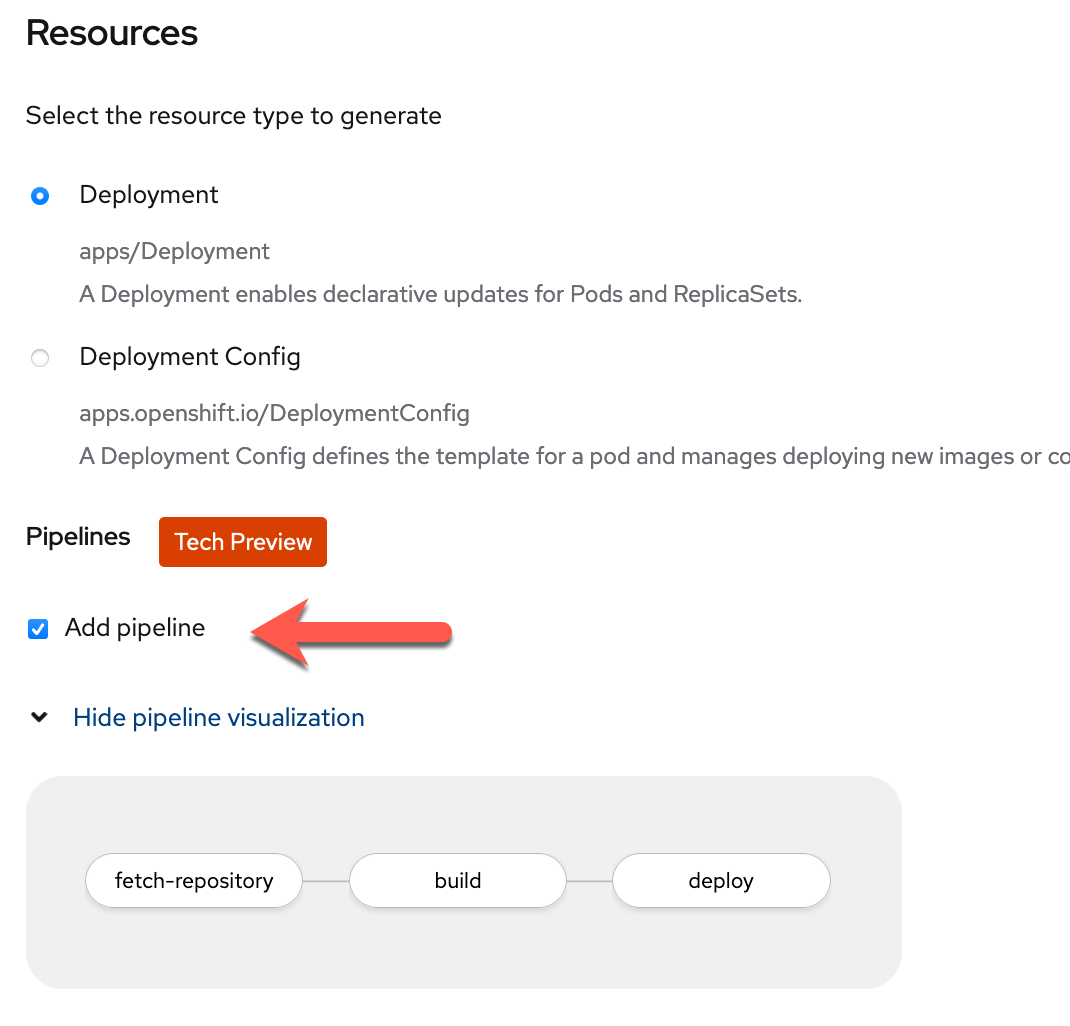 Resources
Select the resource type to generate
Deployment
apps/Deployment
A Deployment enables declarative updates for Pods and ReplicaSets.
Deployment Config
apps.openshift.io/DeploymentConfig
A Deployment Config defines the template for a pod and manages deploying new images or co
Pipelines Tech Preview
Add pipeline
Hide pipeline visualization
fetch-repository build deploy